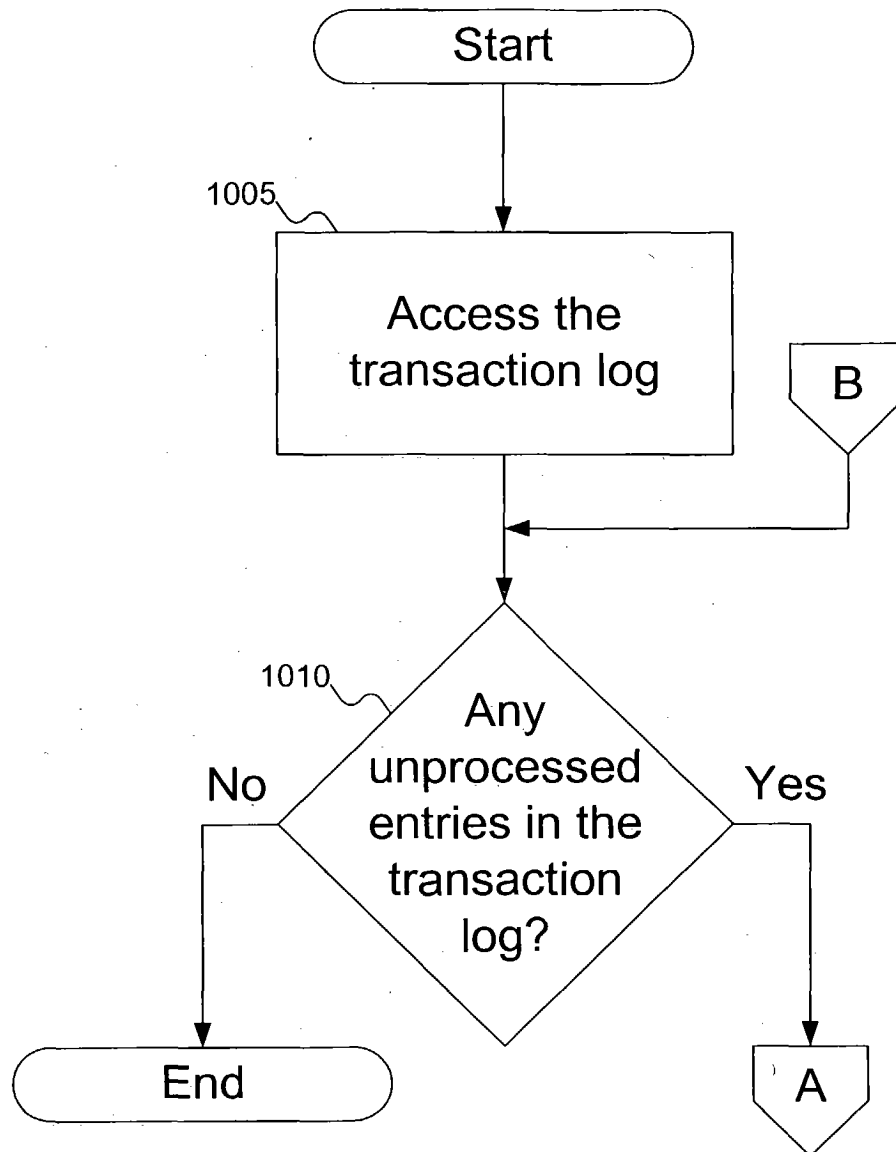 Start
1005
Access the
transaction log
B
1010
Any
unprocessed
entries in the
transaction
log?
No
Yes
End
A